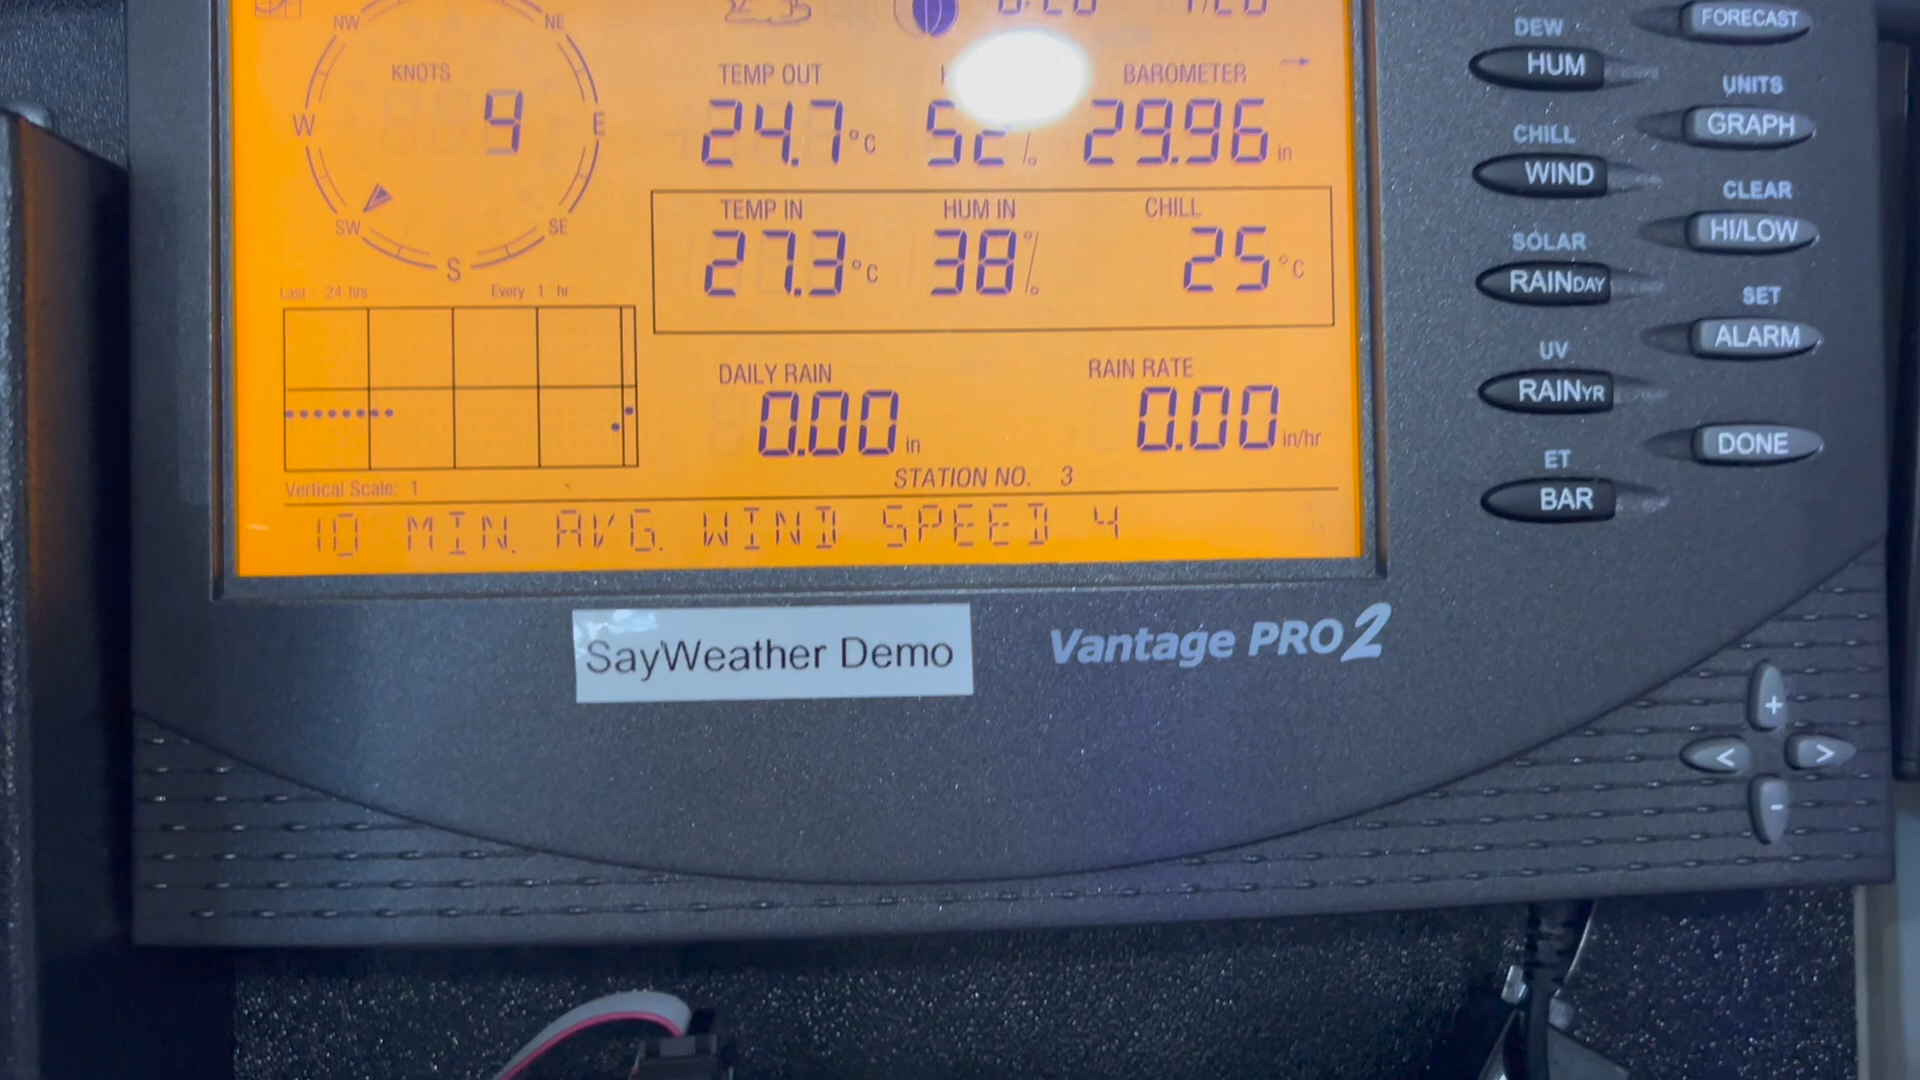 NW NE
KNOTS
9
W E
SW SE
S
TEMP OUT BAROMETER
24.7°C 52% 29.96 in
TEMP IN HUM IN CHILL
27.3°C 38% 25°C
Last 24 hrs Every 1 hr
DAILY RAIN RAIN RATE
0.00 in 0.00 in/hr
STATION NO. 3
Vertical Scale: 1
10 MIN. AVG. WIND SPEED 4
SayWeather Demo
Vantage PRO2
DEW
HUM
CHILL
WIND
SOLAR
RAINDAY
UV
RAINYR
ET
BAR
FORECAST
UNITS
GRAPH
CLEAR
HI/LOW
SET
ALARM
DONE
+
< >
-